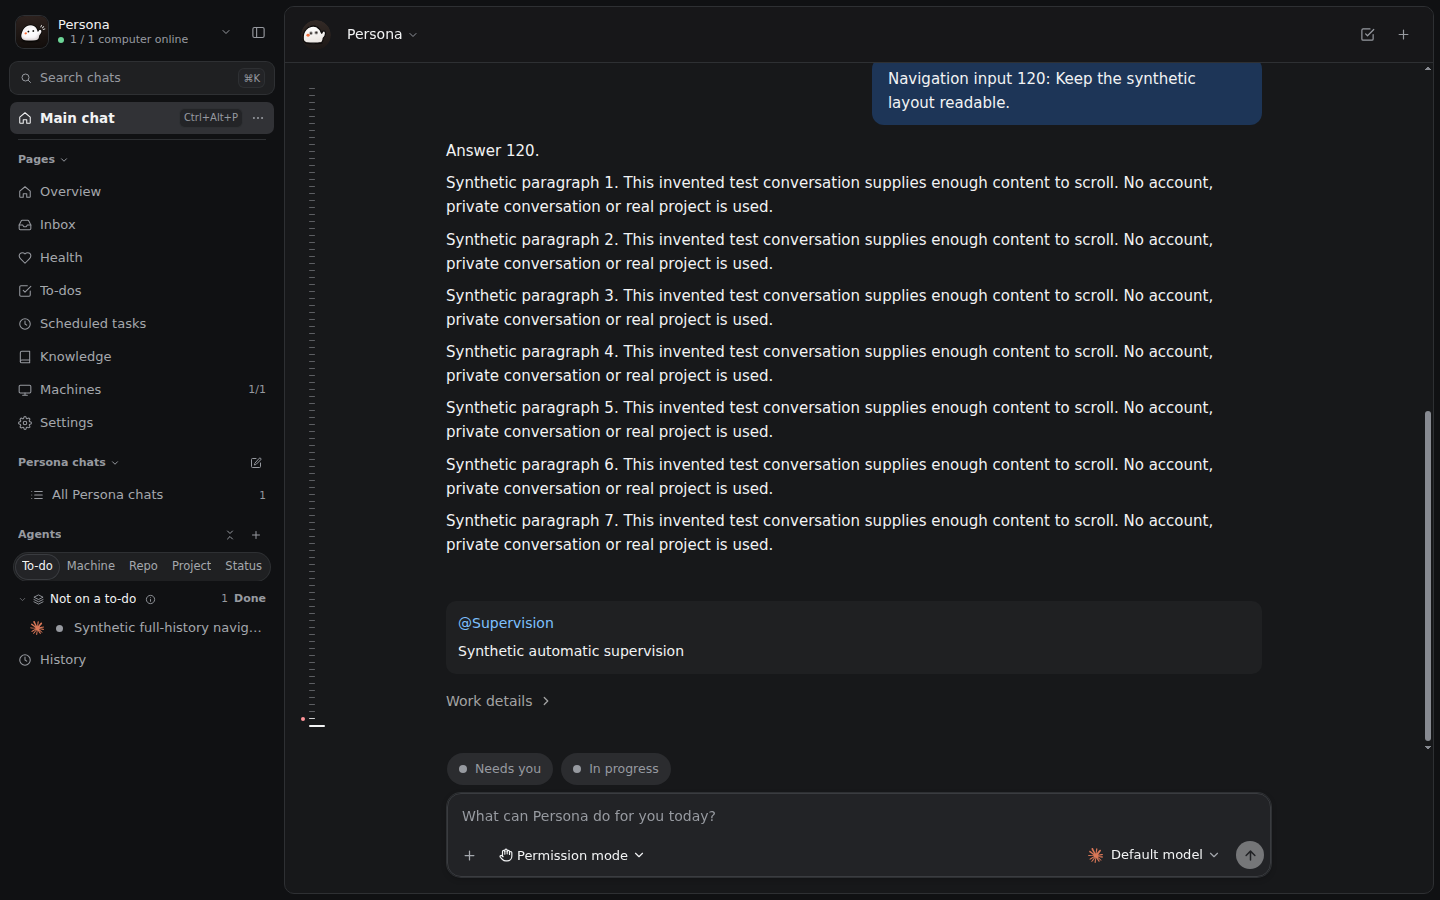 Persona
1 / 1 computer online
Search chats
⌘K
Main chat
Ctrl+Alt+P
Pages
Overview
Inbox
Health
To-dos
Scheduled tasks
Knowledge
Machines
1/1
Settings
Persona chats
All Persona chats
1
Agents
To-do
Machine
Repo
Project
Status
Not on a to-do
1 Done
Synthetic full-history navig...
History
Persona
Navigation input 120: Keep the synthetic
layout readable.
Answer 120.
Synthetic paragraph 1. This invented test conversation supplies enough content to scroll. No account,
private conversation or real project is used.
Synthetic paragraph 2. This invented test conversation supplies enough content to scroll. No account,
private conversation or real project is used.
Synthetic paragraph 3. This invented test conversation supplies enough content to scroll. No account,
private conversation or real project is used.
Synthetic paragraph 4. This invented test conversation supplies enough content to scroll. No account,
private conversation or real project is used.
Synthetic paragraph 5. This invented test conversation supplies enough content to scroll. No account,
private conversation or real project is used.
Synthetic paragraph 6. This invented test conversation supplies enough content to scroll. No account,
private conversation or real project is used.
Synthetic paragraph 7. This invented test conversation supplies enough content to scroll. No account,
private conversation or real project is used.
@Supervision
Synthetic automatic supervision
Work details
Needs you
In progress
What can Persona do for you today?
Permission mode
Default model